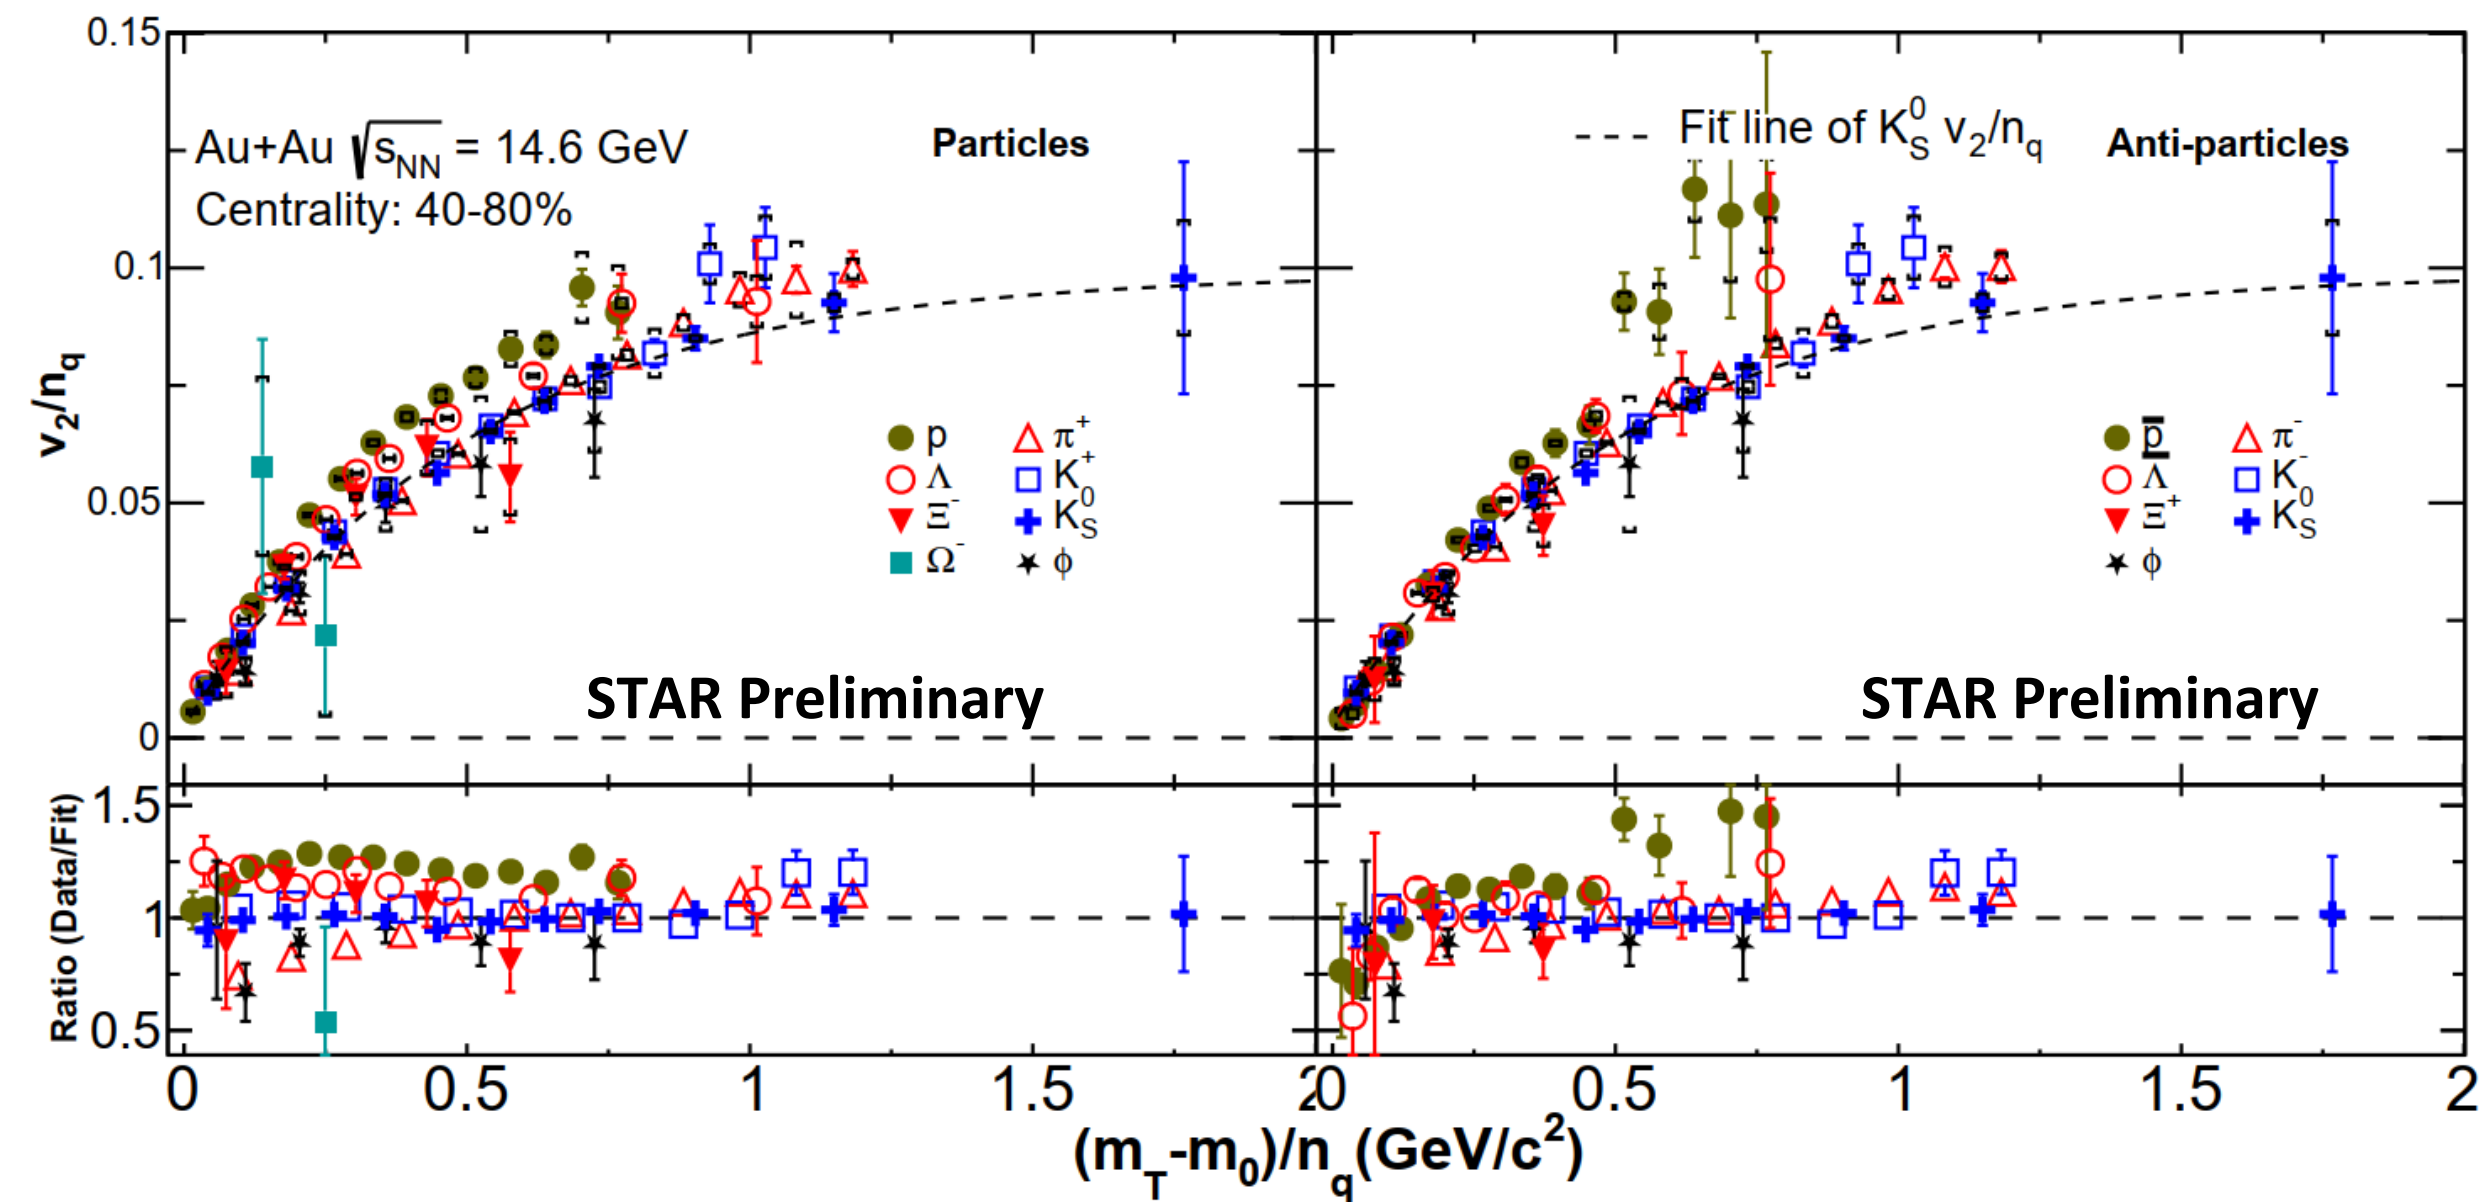 0.15
0.1
0.05
0
v2/nq
Au+Au √sNN = 14.6 GeV
Centrality: 40-80%
Particles
p π+
Λ K+
Ξ- K0S
Ω- ϕ
STAR Preliminary
Fit line of K0S v2/nq
Anti-particles
p̅ π-
Λ̅ K-
Ξ+ K0S
ϕ
STAR Preliminary
Ratio (Data/Fit)
1.5
1
0.5
0 0.5 1 1.5 2
0 0.5 1 1.5 2
(mT-m0)/nq(GeV/c2)